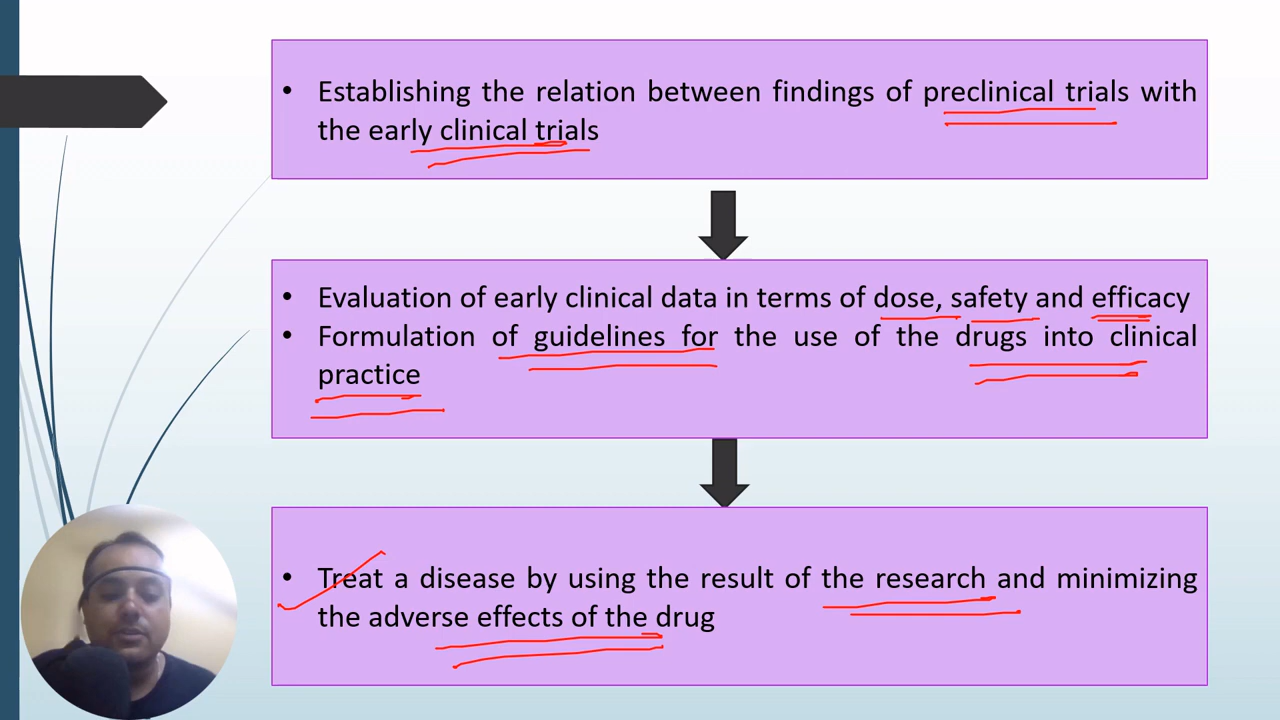 • Establishing the relation between findings of preclinical trials with
the early clinical trials
• Evaluation of early clinical data in terms of dose, safety and efficacy
• Formulation of guidelines for the use of the drugs into clinical
practice
• Treat a disease by using the result of the research and minimizing
the adverse effects of the drug